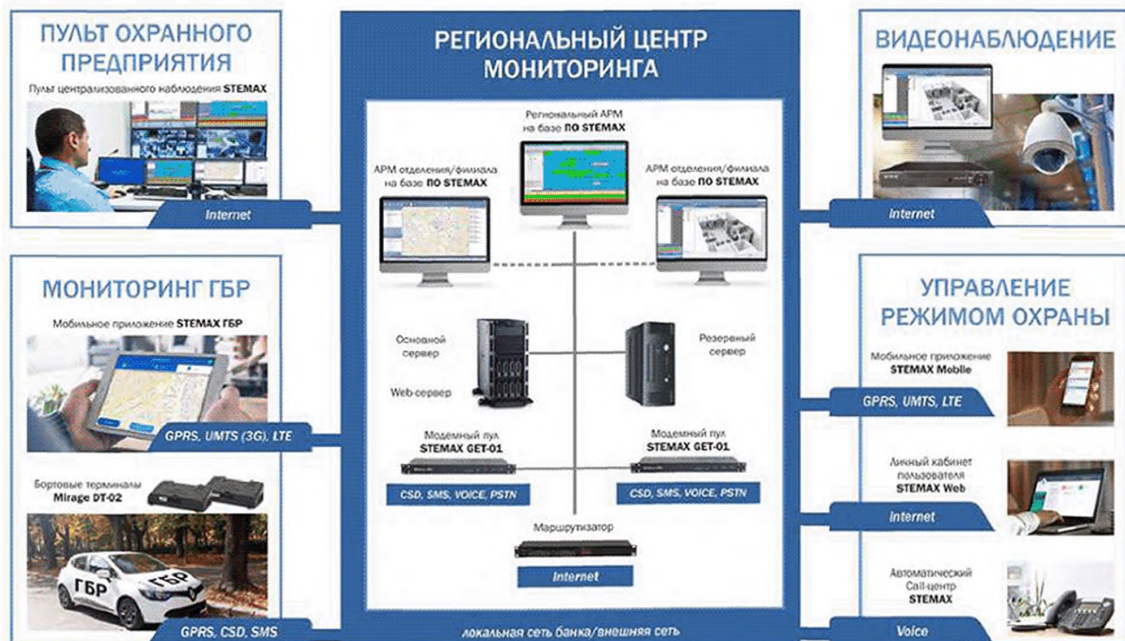 ПУЛЬТ ОХРАННОГО
ПРЕДПРИЯТИЯ
Пульт централизованного наблюдения STEMAX
Internet
МОНИТОРИНГ ГБР
Мобильное приложение STEMAX ГБР
GPRS, UMTS (3G), LTE
Бортовые терминалы
Mirage DT-02
ГБР
ГБР
GPRS, CSD, SMS
РЕГИОНАЛЬНЫЙ ЦЕНТР
МОНИТОРИНГА
Региональный АРМ
на базе ПО STEMAX
АРМ отделения/филиала
на базе ПО STEMAX
АРМ отделения/филиала
на базе ПО STEMAX
Основной
сервер
Резервный
сервер
Web-сервер
Модемный пул
STEMAX GET-01
Модемный пул
STEMAX GET-01
CSD, SMS, VOICE, PSTN
CSD, SMS, VOICE, PSTN
Маршрутизатор
Internet
локальная сеть банка/внешняя сеть
ВИДЕОНАБЛЮДЕНИЕ
Internet
УПРАВЛЕНИЕ
РЕЖИМОМ ОХРАНЫ
Мобильное приложение
STEMAX Mobile
GPRS, UMTS, LTE
Личный кабинет
пользователя
STEMAX Web
Internet
Автоматический
Call-центр
STEMAX
Voice